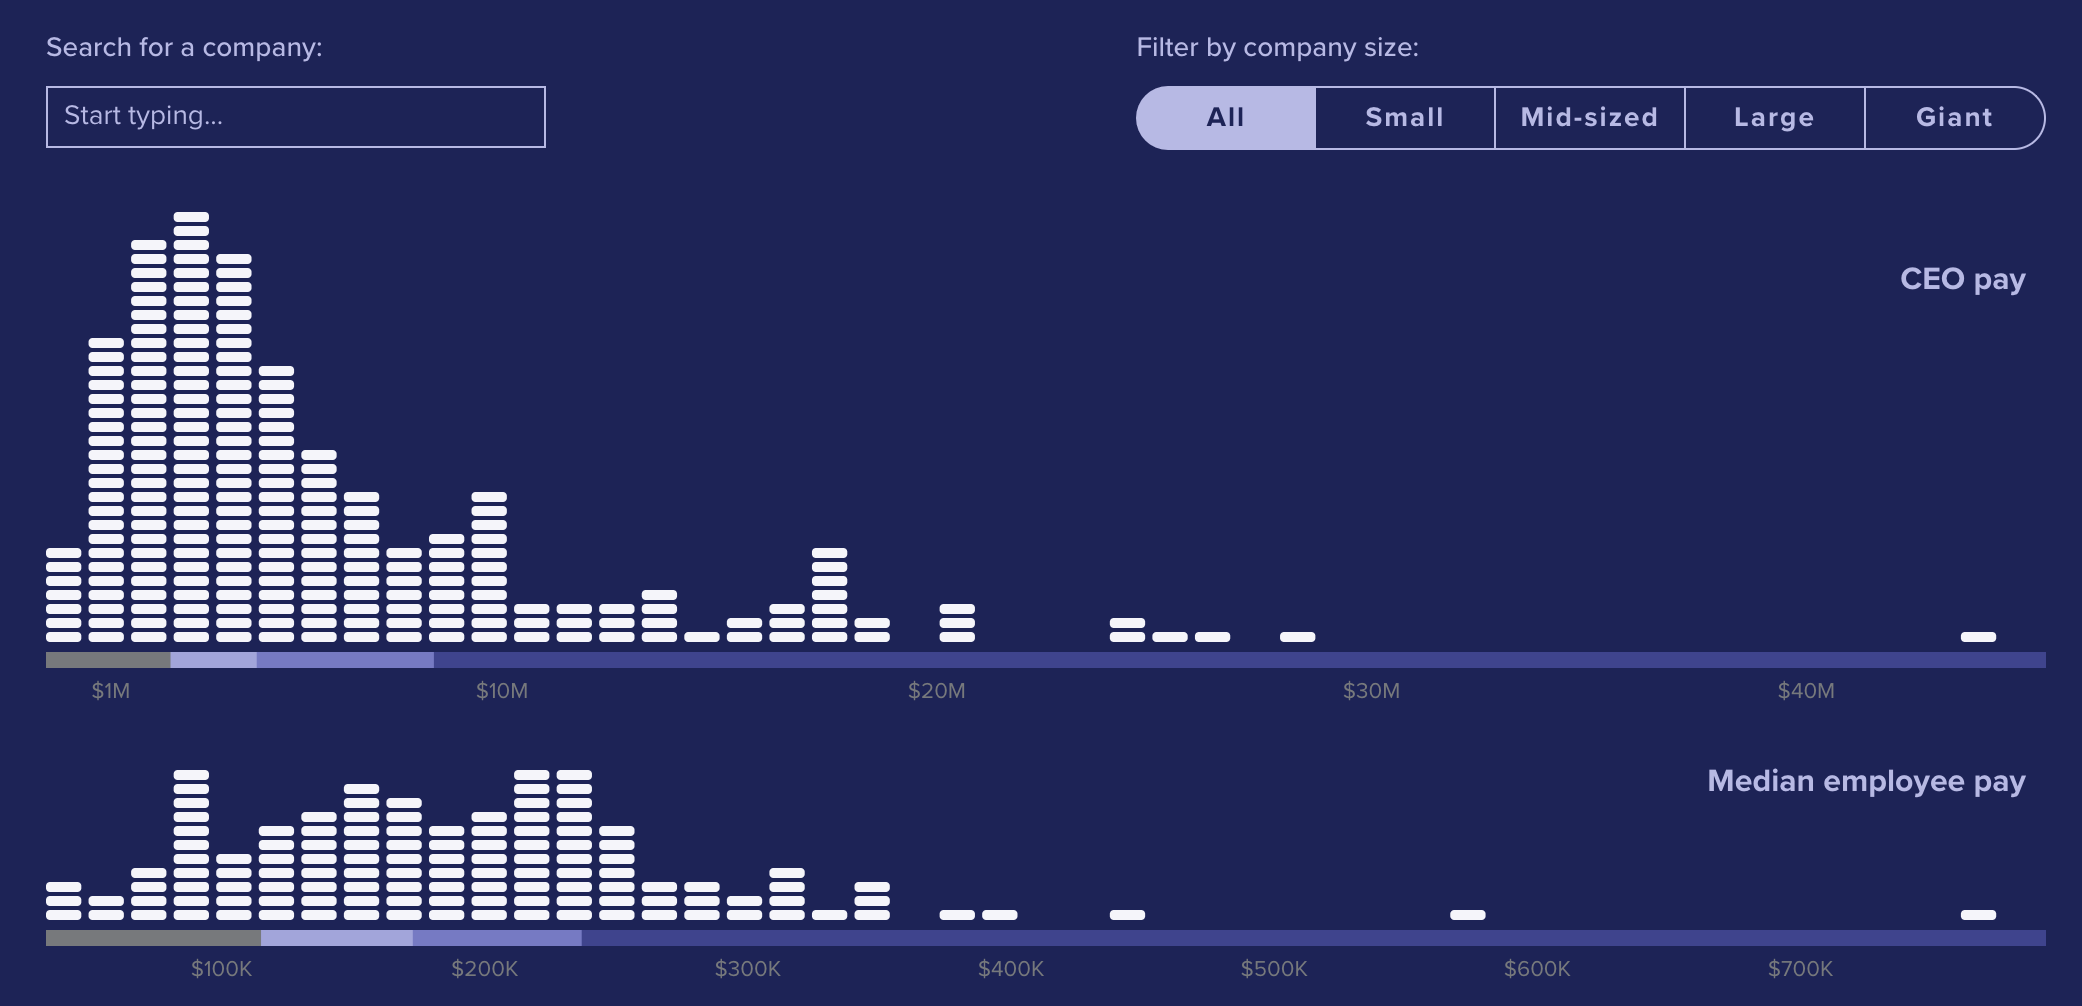 Search for a company:
Filter by company size:
Start typing...
All
Small
Mid-sized
Large
Giant
CEO pay
$1M
$10M
$20M
$30M
$40M
Median employee pay
$100K
$200K
$300K
$400K
$500K
$600K
$700K